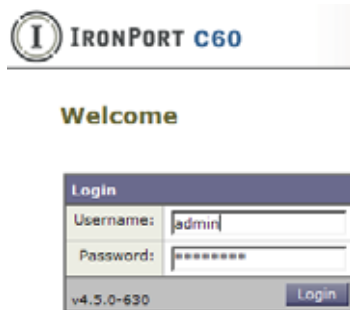 I IRONPORT C60
Welcome
Login
Username: admin
Password: ********
v4.5.0-630 Login